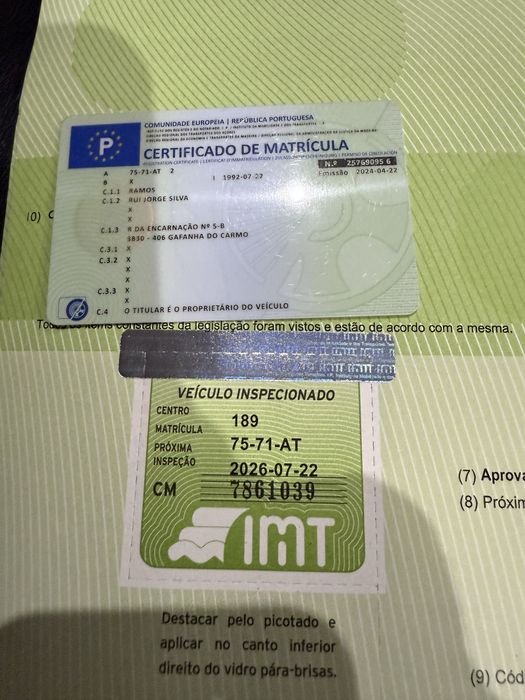 COMUNIDADE EUROPEIA | REPÚBLICA PORTUGUESA
P
CERTIFICADO DE MATRÍCULA
N.º 25769095 6
A 75-71-AT 2
I 1992-07-22
Emissão 2024-04-22
B X
C.1.1 RAMOS
C.1.2 RUI JORGE SILVA
X
X
C.1.3 R DA ENCARNAÇÃO Nº 5-B
3830 - 406 GAFANHA DO CARMO
C.3.1 X
C.3.2 X
X
X
C.3.3 X
X
C.4 O TITULAR É O PROPRIETÁRIO DO VEÍCULO
constantes da legislação foram vistos e estão de acordo com a mesma.
VEÍCULO INSPECIONADO
CENTRO 189
MATRÍCULA 75-71-AT
PRÓXIMA INSPEÇÃO 2026-07-22
CM 7861039
IMT
(7) Aprova
(8) Próxim
Destacar pelo picotado e
aplicar no canto inferior
direito do vidro pára-brisas.
(9) Cód